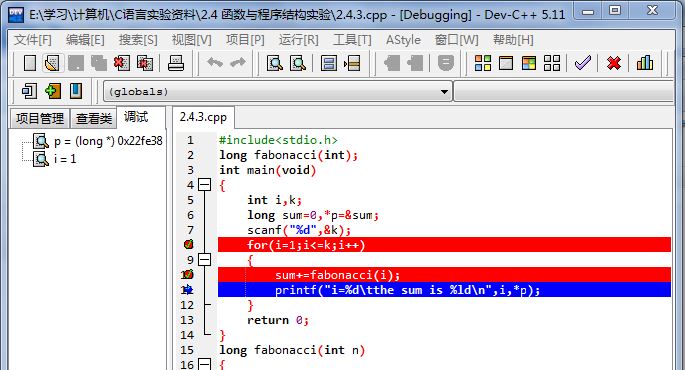 E:\学习\计算机\C语言实验资料\2.4 函数与程序结构实验\2.4.3.cpp - [Debugging] - Dev-C++ 5.11
文件[F] 编辑[E] 搜索[S] 视图[V] 项目[P] 运行[R] 工具[T] AStyle 窗口[W] 帮助[H]
(globals)
项目管理 查看类 调试 2.4.3.cpp
p = (long *) 0x22fe38
i = 1
1 #include<stdio.h>
2 long fabonacci(int);
3 int main(void)
4 {
5 int i,k;
6 long sum=0,*p=&sum;
7 scanf("%d",&k);
for(i=1;i<=k;i++)
9 {
sum+=fabonacci(i);
printf("i=%d\tthe sum is %ld\n",i,*p);
12 }
13 return 0;
14 }
15 long fabonacci(int n)
16 {